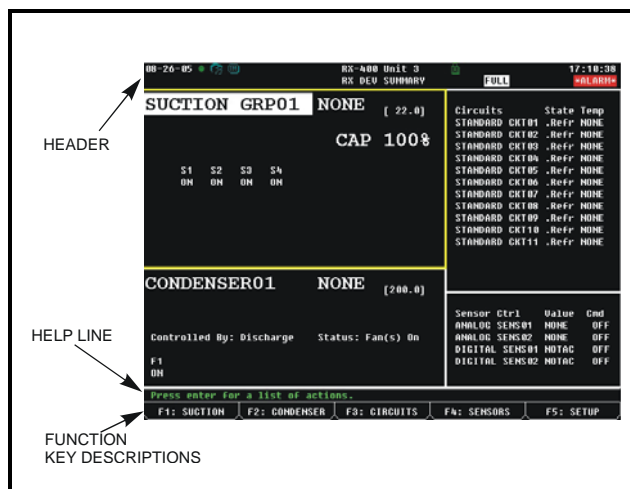 08-26-05 RX-400 Unit 3 17:10:38
RX DEV SUMMARY FULL *ALARM*
SUCTION GRP01 NONE [ 22.0]
CAP 100%
S1 S2 S3 S4
ON ON ON ON
Circuits State Temp
STANDARD CKT01 .Refr NONE
STANDARD CKT02 .Refr NONE
STANDARD CKT03 .Refr NONE
STANDARD CKT04 .Refr NONE
STANDARD CKT05 .Refr NONE
STANDARD CKT06 .Refr NONE
STANDARD CKT07 .Refr NONE
STANDARD CKT08 .Refr NONE
STANDARD CKT09 .Refr NONE
STANDARD CKT10 .Refr NONE
STANDARD CKT11 .Refr NONE
HEADER
CONDENSER01 NONE [200.0]
Controlled By: Discharge Status: Fan(s) On
F1
ON
Sensor Ctrl Value Cmd
ANALOG SENS01 NONE OFF
ANALOG SENS02 NONE OFF
DIGITAL SENS01 NOTAC OFF
DIGITAL SENS02 NOTAC OFF
HELP LINE
Press enter for a list of actions.
F1: SUCTION F2: CONDENSER F3: CIRCUITS F4: SENSORS F5: SETUP
FUNCTION
KEY DESCRIPTIONS